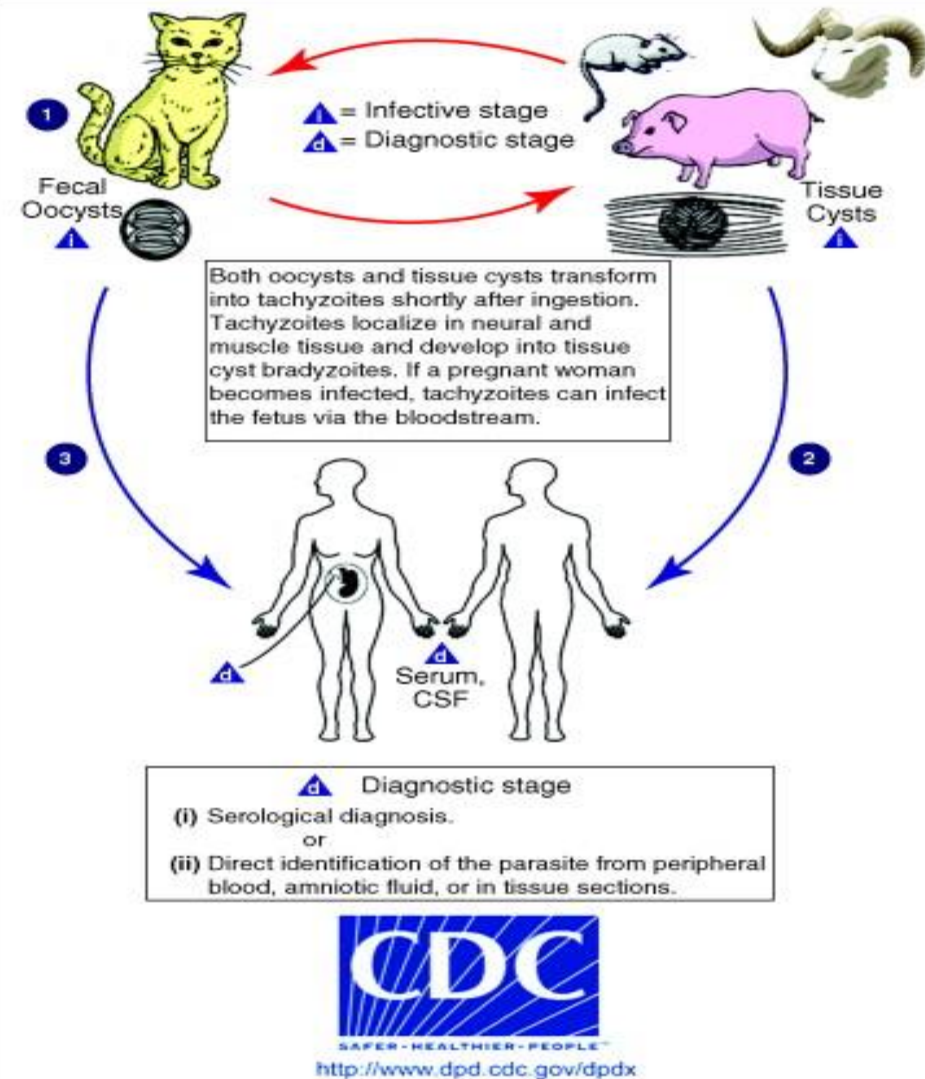 1
i = Infective stage
d = Diagnostic stage
Fecal
Oocysts
i
Tissue
Cysts
i
Both oocysts and tissue cysts transform
into tachyzoites shortly after ingestion.
Tachyzoites localize in neural and
muscle tissue and develop into tissue
cyst bradyzoites. If a pregnant woman
becomes infected, tachyzoites can infect
the fetus via the bloodstream.
3
2
d
d
Serum,
CSF
d Diagnostic stage
(i) Serological diagnosis.
or
(ii) Direct identification of the parasite from peripheral
blood, amniotic fluid, or in tissue sections.
CDC
SAFER·HEALTHIER·PEOPLE™
http://www.dpd.cdc.gov/dpdx